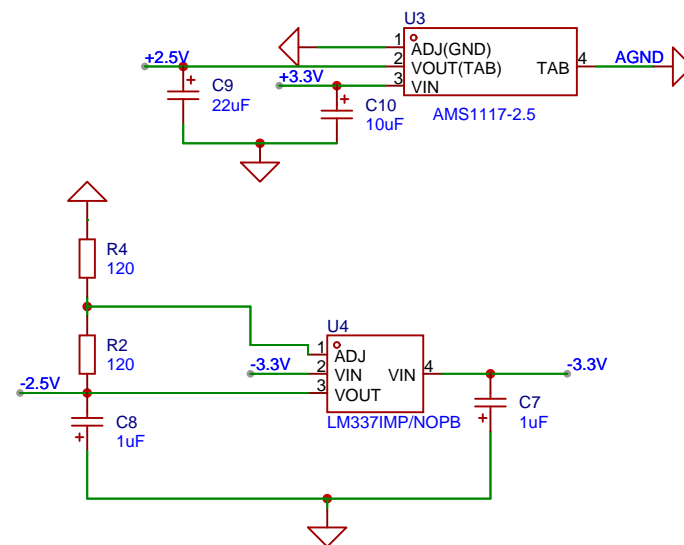 U3
+2.5V
C9
22uF
+3.3V
C10
10uF
1
2
3
ADJ(GND)
VOUT(TAB)
VIN
TAB
4
AGND
AMS1117-2.5
R4
120
R2
120
-2.5V
C8
1uF
U4
-3.3V
1
2
3
ADJ
VIN
VOUT
VIN
4
LM337IMP/NOPB
-3.3V
C7
1uF